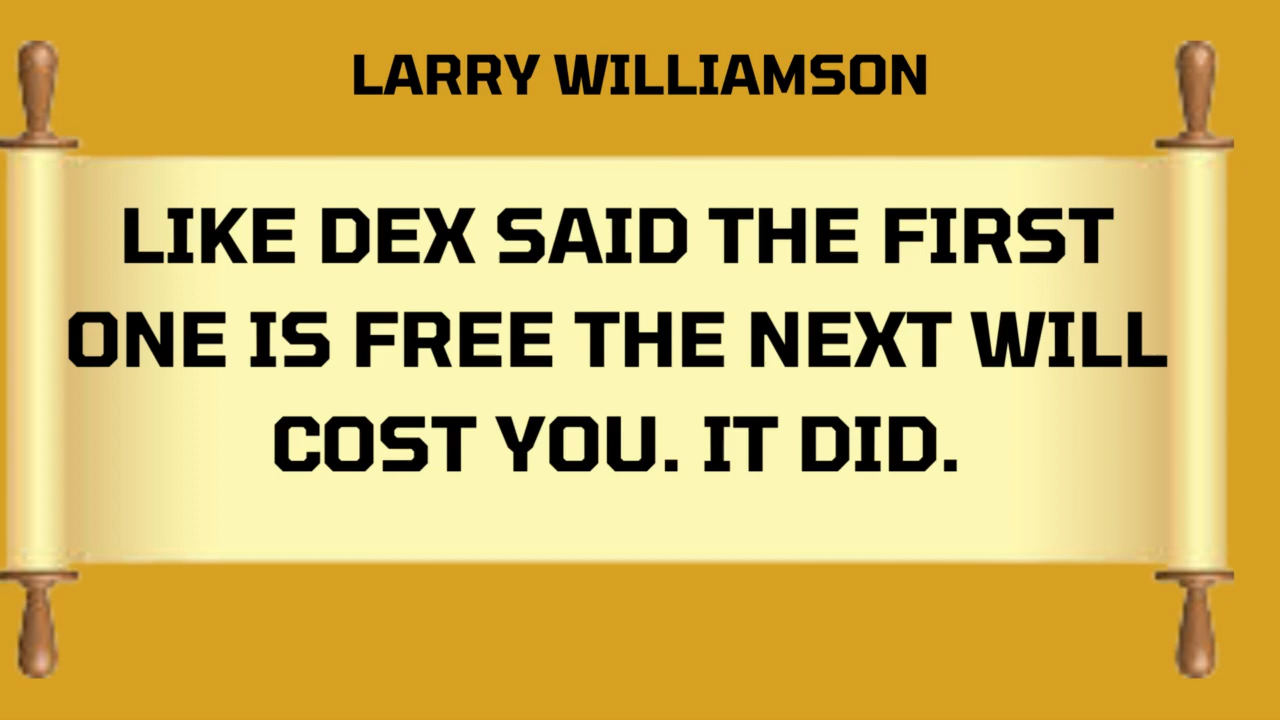 LARRY WILLIAMSON
LIKE DEX SAID THE FIRST
ONE IS FREE THE NEXT WILL
COST YOU. IT DID.